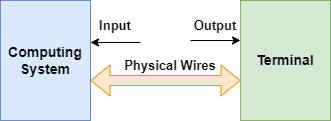 Input
Output
Computing
System
Physical Wires
Terminal